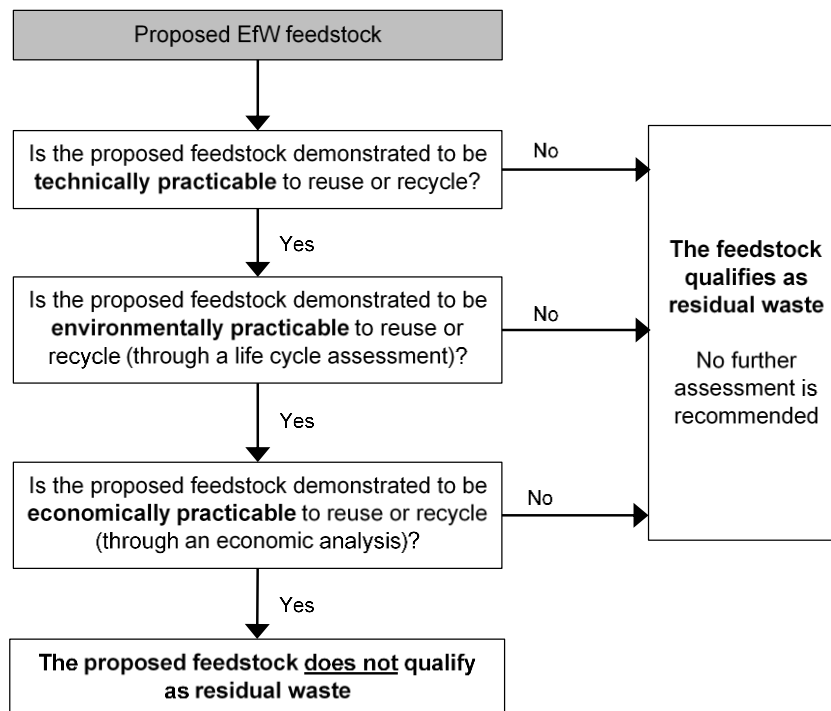 Proposed EfW feedstock
Is the proposed feedstock demonstrated to be
technically practicable to reuse or recycle?
No
Yes
Is the proposed feedstock demonstrated to be
environmentally practicable to reuse or
recycle (through a life cycle assessment)?
No
Yes
Is the proposed feedstock demonstrated to be
economically practicable to reuse or recycle
(through an economic analysis)?
No
Yes
The proposed feedstock does not qualify
as residual waste
The feedstock
qualifies as
residual waste
No further
assessment is
recommended